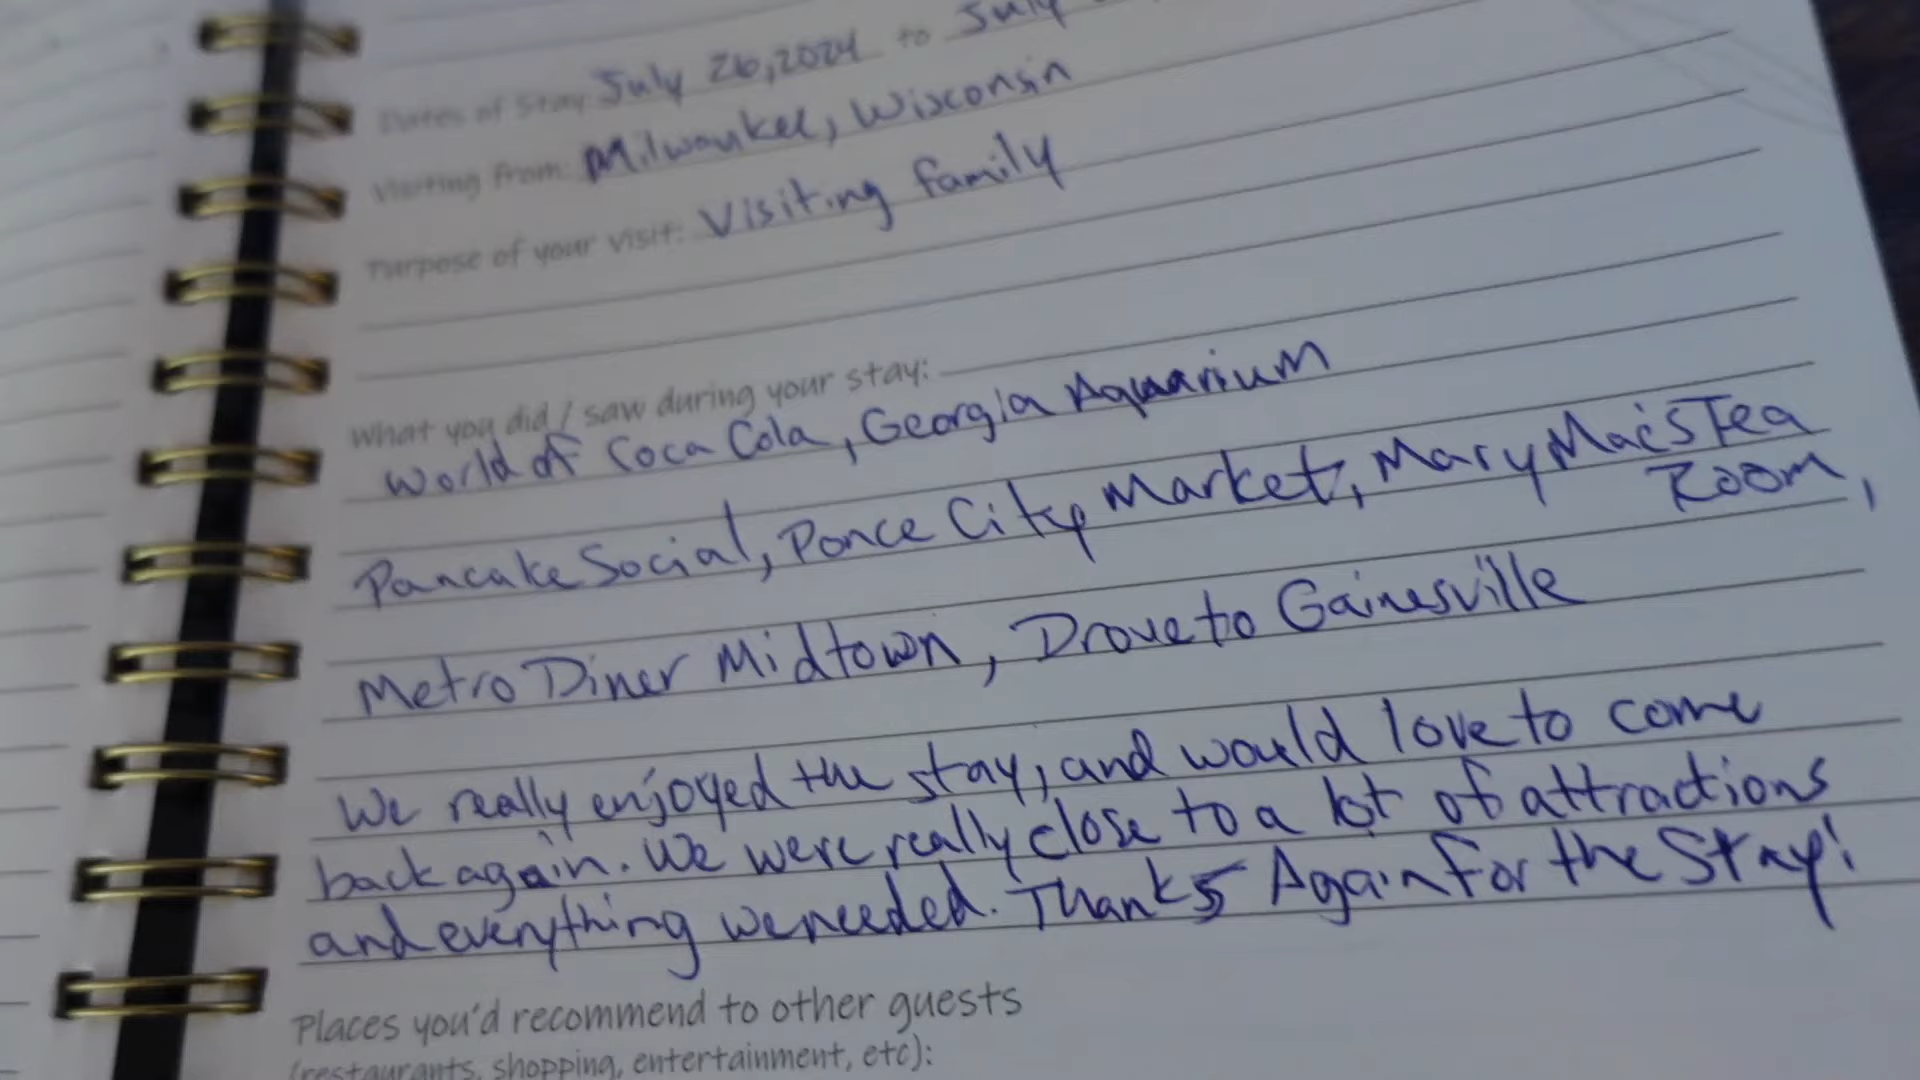 Dates of Stay July 26,2024 to July
Visiting from: Milwaukee, Wisconsin
Purpose of your visit: Visiting family
What you did / saw during your stay:
World of Coca Cola, Georgia Aquarium
Pancake Social, Ponce City Market, Mary Mac's Tea
Room,
Metro Diner Midtown, Drove to Gainesville
We really enjoyed the stay, and would love to come
back again. We were really close to a lot of attractions
and everything we needed. Thanks Again for the Stay!
Places you'd recommend to other guests
(restaurants, shopping, entertainment, etc):